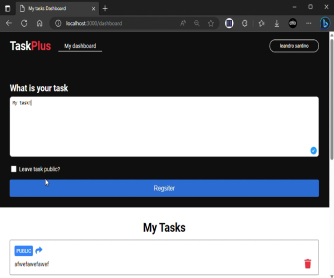 My tasks Dashboard
localhost:3000/dashboard
TaskPlus
My dashboard
leandro santino
What is your task
My task!
Leave task public?
Register
My Tasks
PUBLIC
afwefawefawef